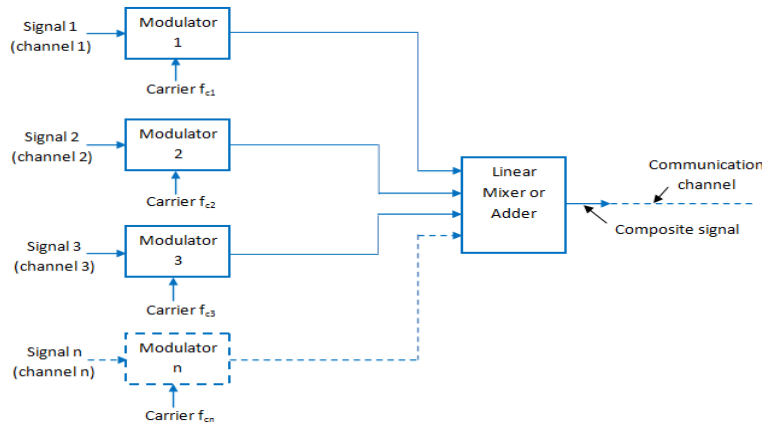 Signal 1
(channel 1)
Modulator
1
Carrier fc1
Signal 2
(channel 2)
Modulator
2
Carrier fc2
Signal 3
(channel 3)
Modulator
3
Carrier fc3
Signal n
(channel n)
Modulator
n
Carrier fcn
Linear
Mixer or
Adder
Communication
channel
Composite signal